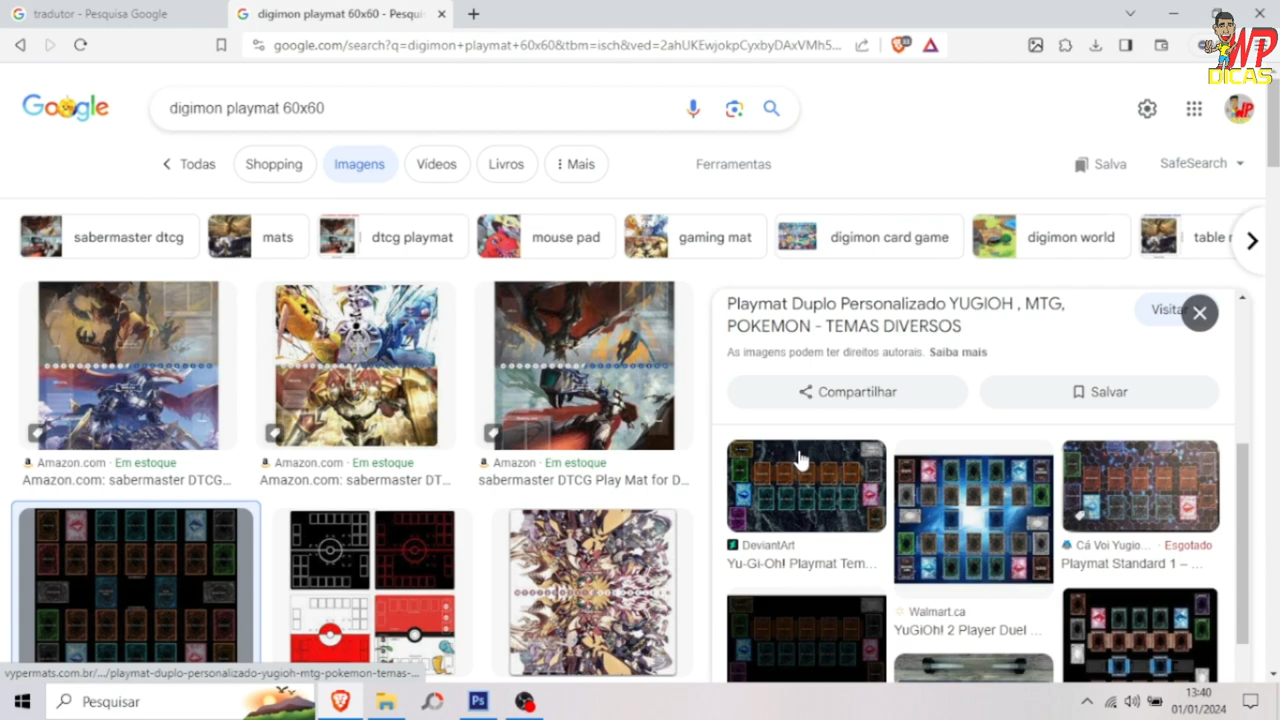 tradutor - Pesquisa Google
digimon playmat 60x60 - Pesqui
google.com/search?q=digimon+playmat+60x60&tbm=isch&ved=2ahUKEwjokpCyxbyDAxVMh5...
WP
DICAS
Google
digimon playmat 60x60
Todas
Shopping
Imagens
Vídeos
Livros
Mais
Ferramentas
Salva
SafeSearch
sabermaster dtcg
mats
dtcg playmat
mouse pad
gaming mat
digimon card game
digimon world
table
Playmat Duplo Personalizado YUGIOH , MTG,
POKEMON - TEMAS DIVERSOS
Visitar
As imagens podem ter direitos autorais. Saiba mais
Compartilhar
Salvar
Amazon.com · Em estoque
Amazon.com: sabermaster DTCG...
Amazon.com · Em estoque
Amazon.com: sabermaster DT...
Amazon · Em estoque
sabermaster DTCG Play Mat for D...
DeviantArt
Yu-Gi-Oh! Playmat Tem...
Walmart.ca
YuGiOh! 2 Player Duel ...
Cá Voi Yugio... · Esgotado
Playmat Standard 1 – ...
vypermats.com.br/.../playmat-duplo-personalizado-yugioh-mtg-pokemon-temas-...
Pesquisar
Ps
13:40
01/01/2024